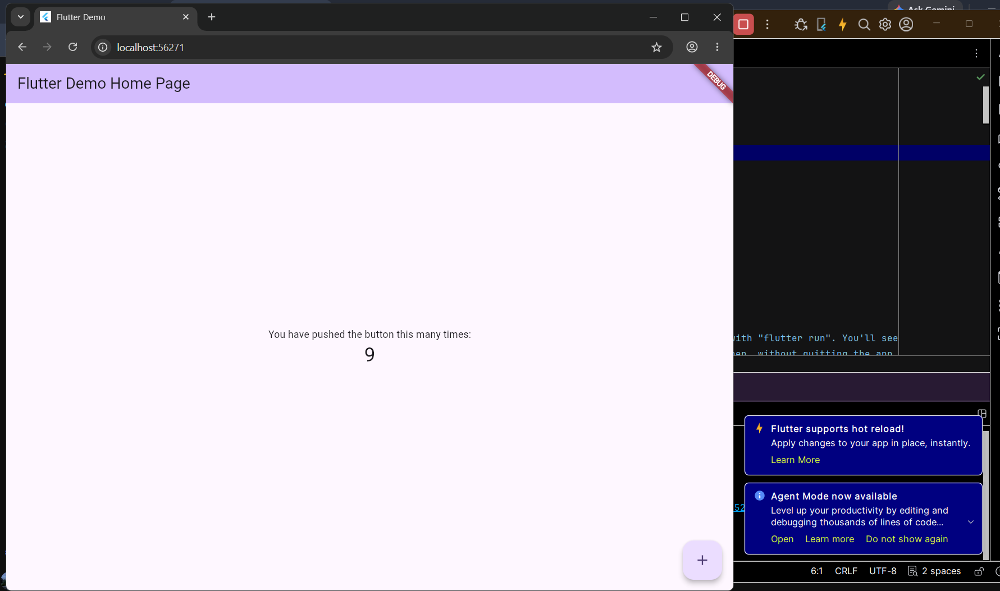 Flutter Demo
localhost:56271
Flutter Demo Home Page
DEBUG
You have pushed the button this many times:
9
Ask Gemini
with "flutter run". You'll see
without quitting the app
Flutter supports hot reload!
Apply changes to your app in place, instantly.
Learn More
52
Agent Mode now available
Level up your productivity by editing and
debugging thousands of lines of code...
Open Learn more Do not show again
6:1 CRLF UTF-8 2 spaces